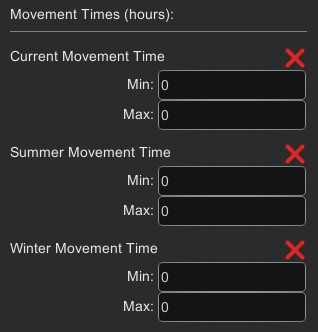 Movement Times (hours):
Current Movement Time
Min: 0
Max: 0
Summer Movement Time
Min: 0
Max: 0
Winter Movement Time
Min: 0
Max: 0